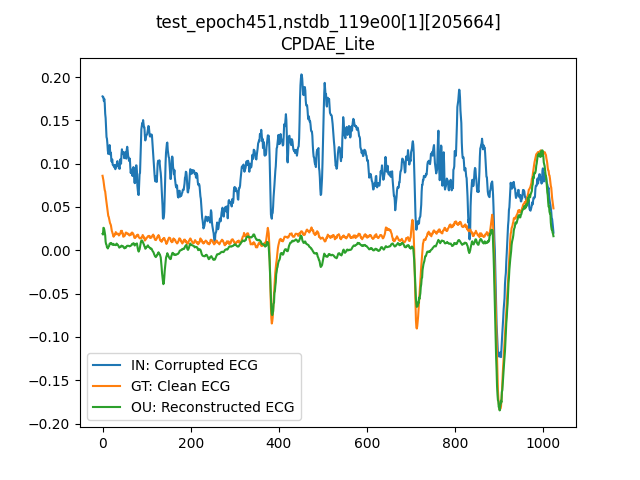 test_epoch451,nstdb_119e00[1][205664]
CPDAE_Lite
0.20
0.15
0.10
0.05
0.00
−0.05
−0.10
−0.15
−0.20
IN: Corrupted ECG
GT: Clean ECG
OU: Reconstructed ECG
0 200 400 600 800 1000